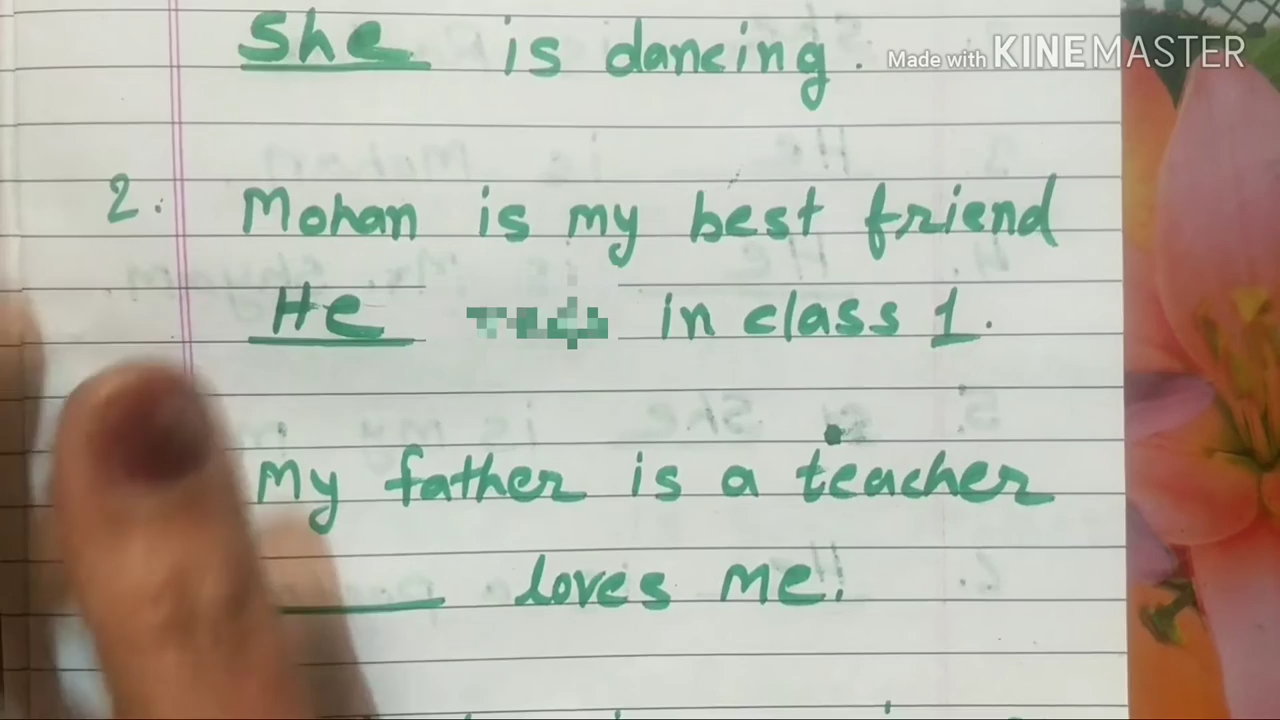 She is dancing.
Made with KINEMASTER
2. Mohan is my best friend
He in class 1.
My father is a teacher
loves me!